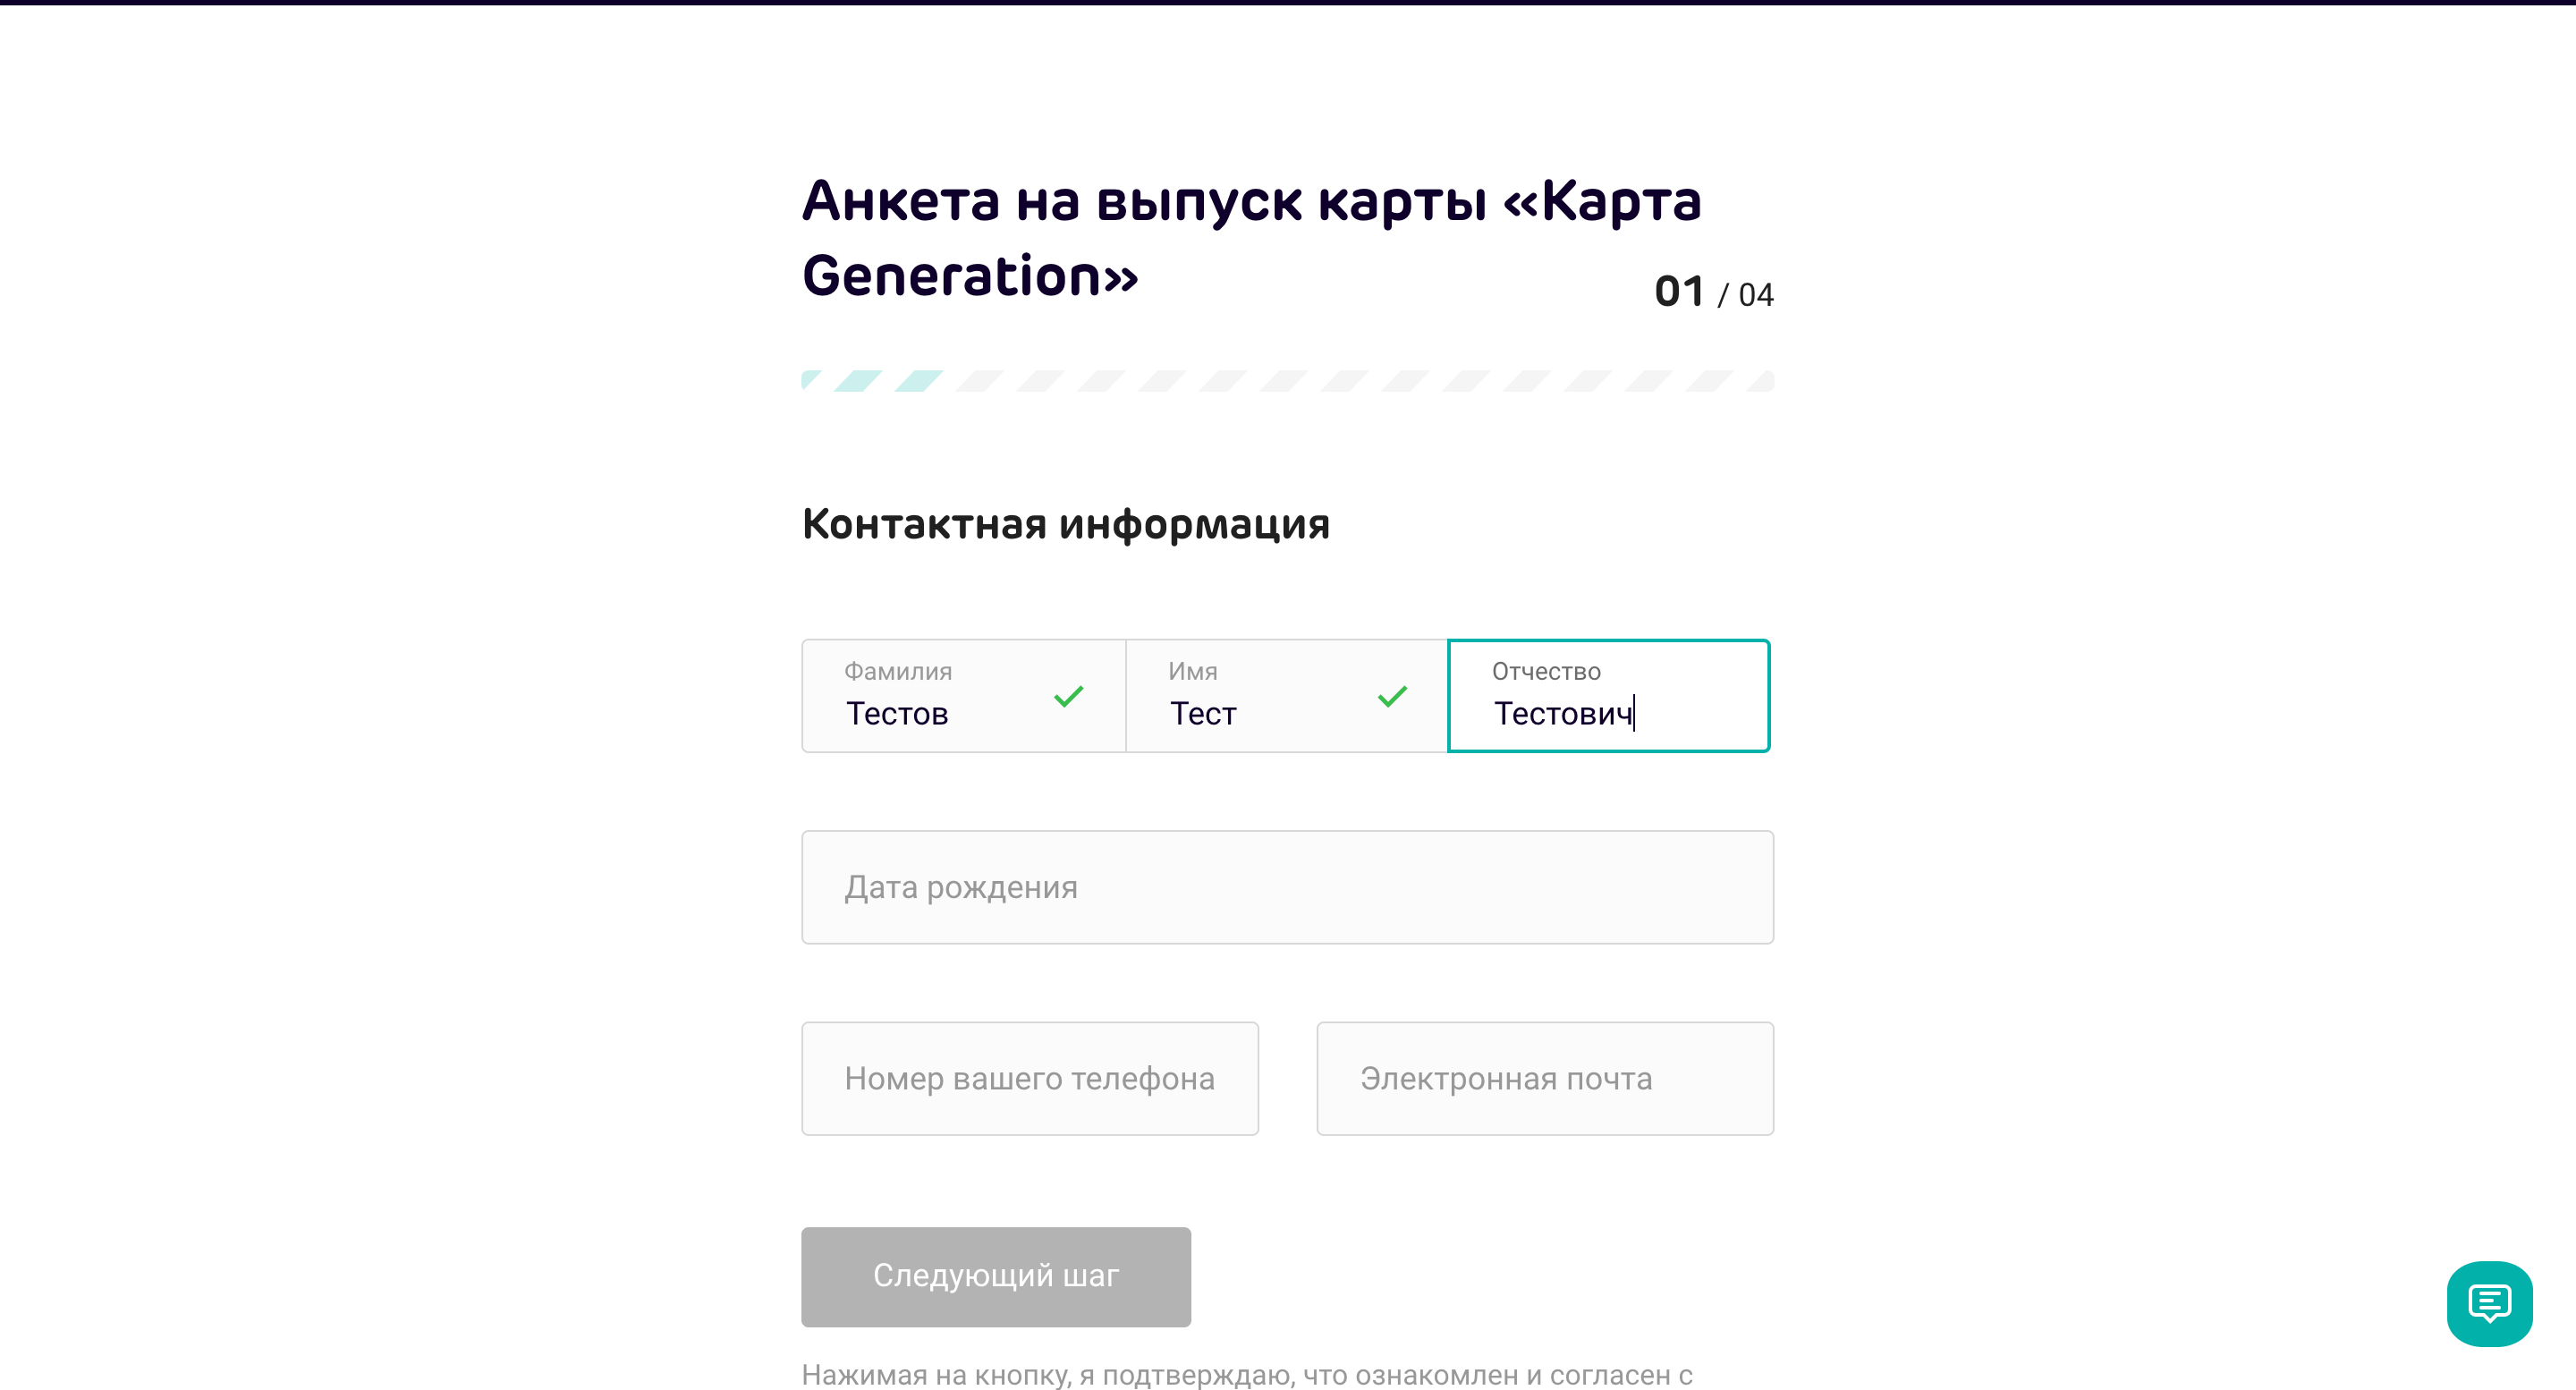 Анкета на выпуск карты «Карта
Generation»
01 / 04
Контактная информация
Фамилия
Тестов
Имя
Тест
Отчество
Тестович
Дата рождения
Номер вашего телефона
Электронная почта
Следующий шаг
Нажимая на кнопку, я подтверждаю, что ознакомлен и согласен с